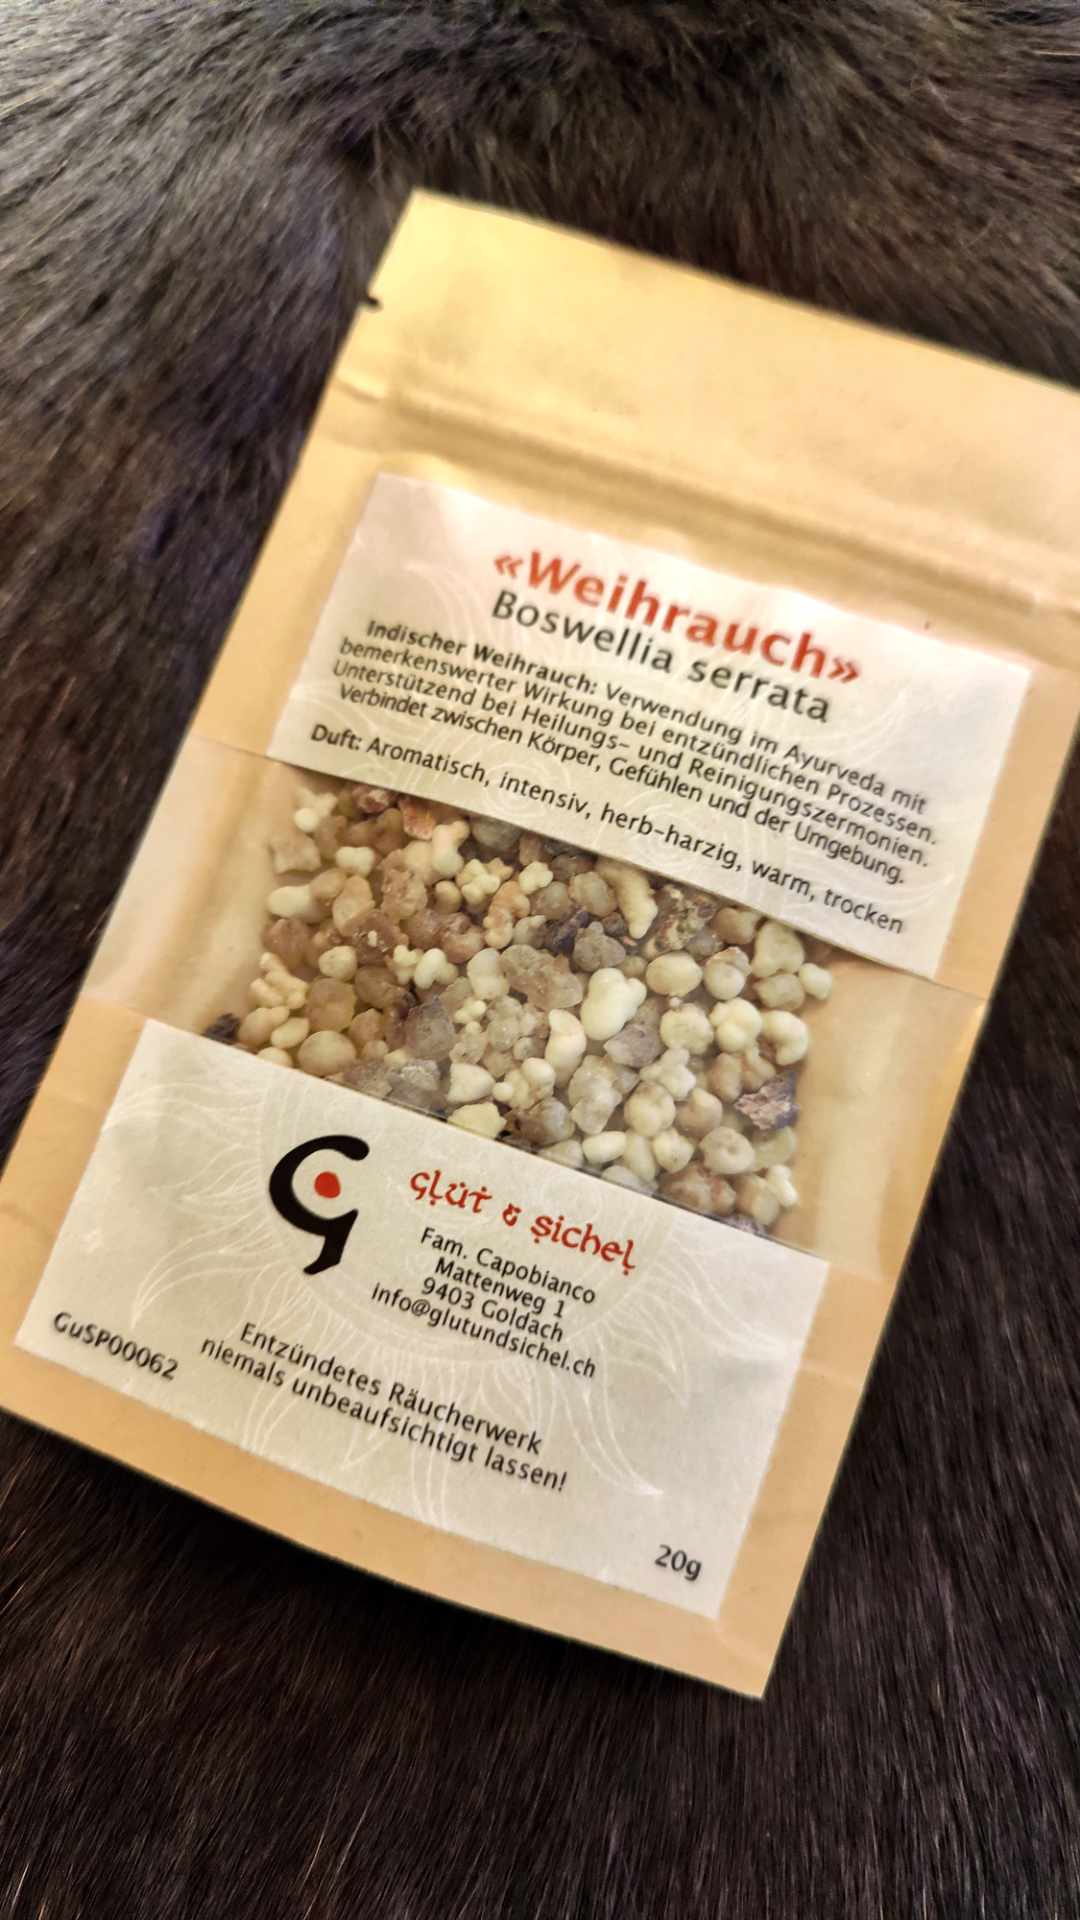 «Weihrauch»
Boswellia serrata
Indischer Weihrauch: Verwendung im Ayurveda mit
bemerkenswerter Wirkung bei entzündlichen Prozessen.
Unterstützend bei Heilungs- und Reinigungszermonien.
Verbindet zwischen Körper, Gefühlen und der Umgebung.
Duft: Aromatisch, intensiv, herb-harzig, warm, trocken
Glut & Sichel
Fam. Capobianco
Mattenweg 1
9403 Goldach
info@glutundsichel.ch
GuSP00062
Entzündetes Räucherwerk
niemals unbeaufsichtigt lassen!
20g